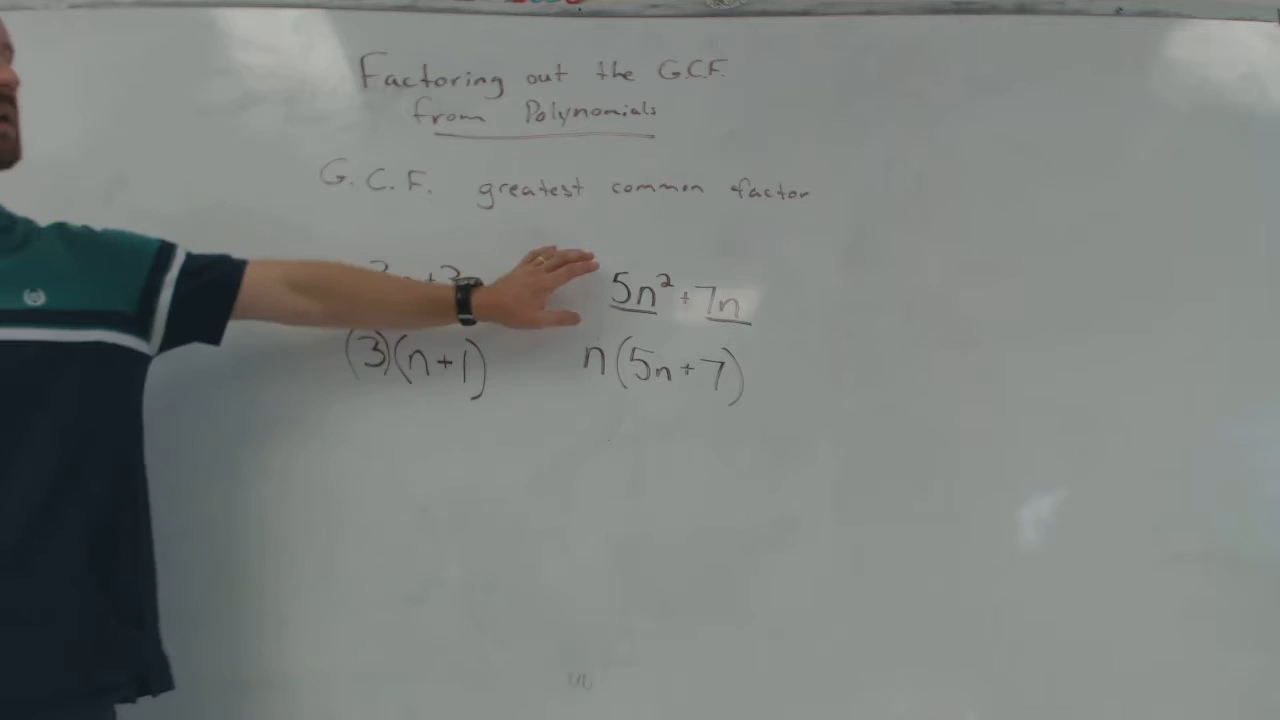 Factoring out the G.C.F.
from Polynomials
G.C.F. greatest common factor
5n² + 7n
(3)(n+1)
n(5n+7)